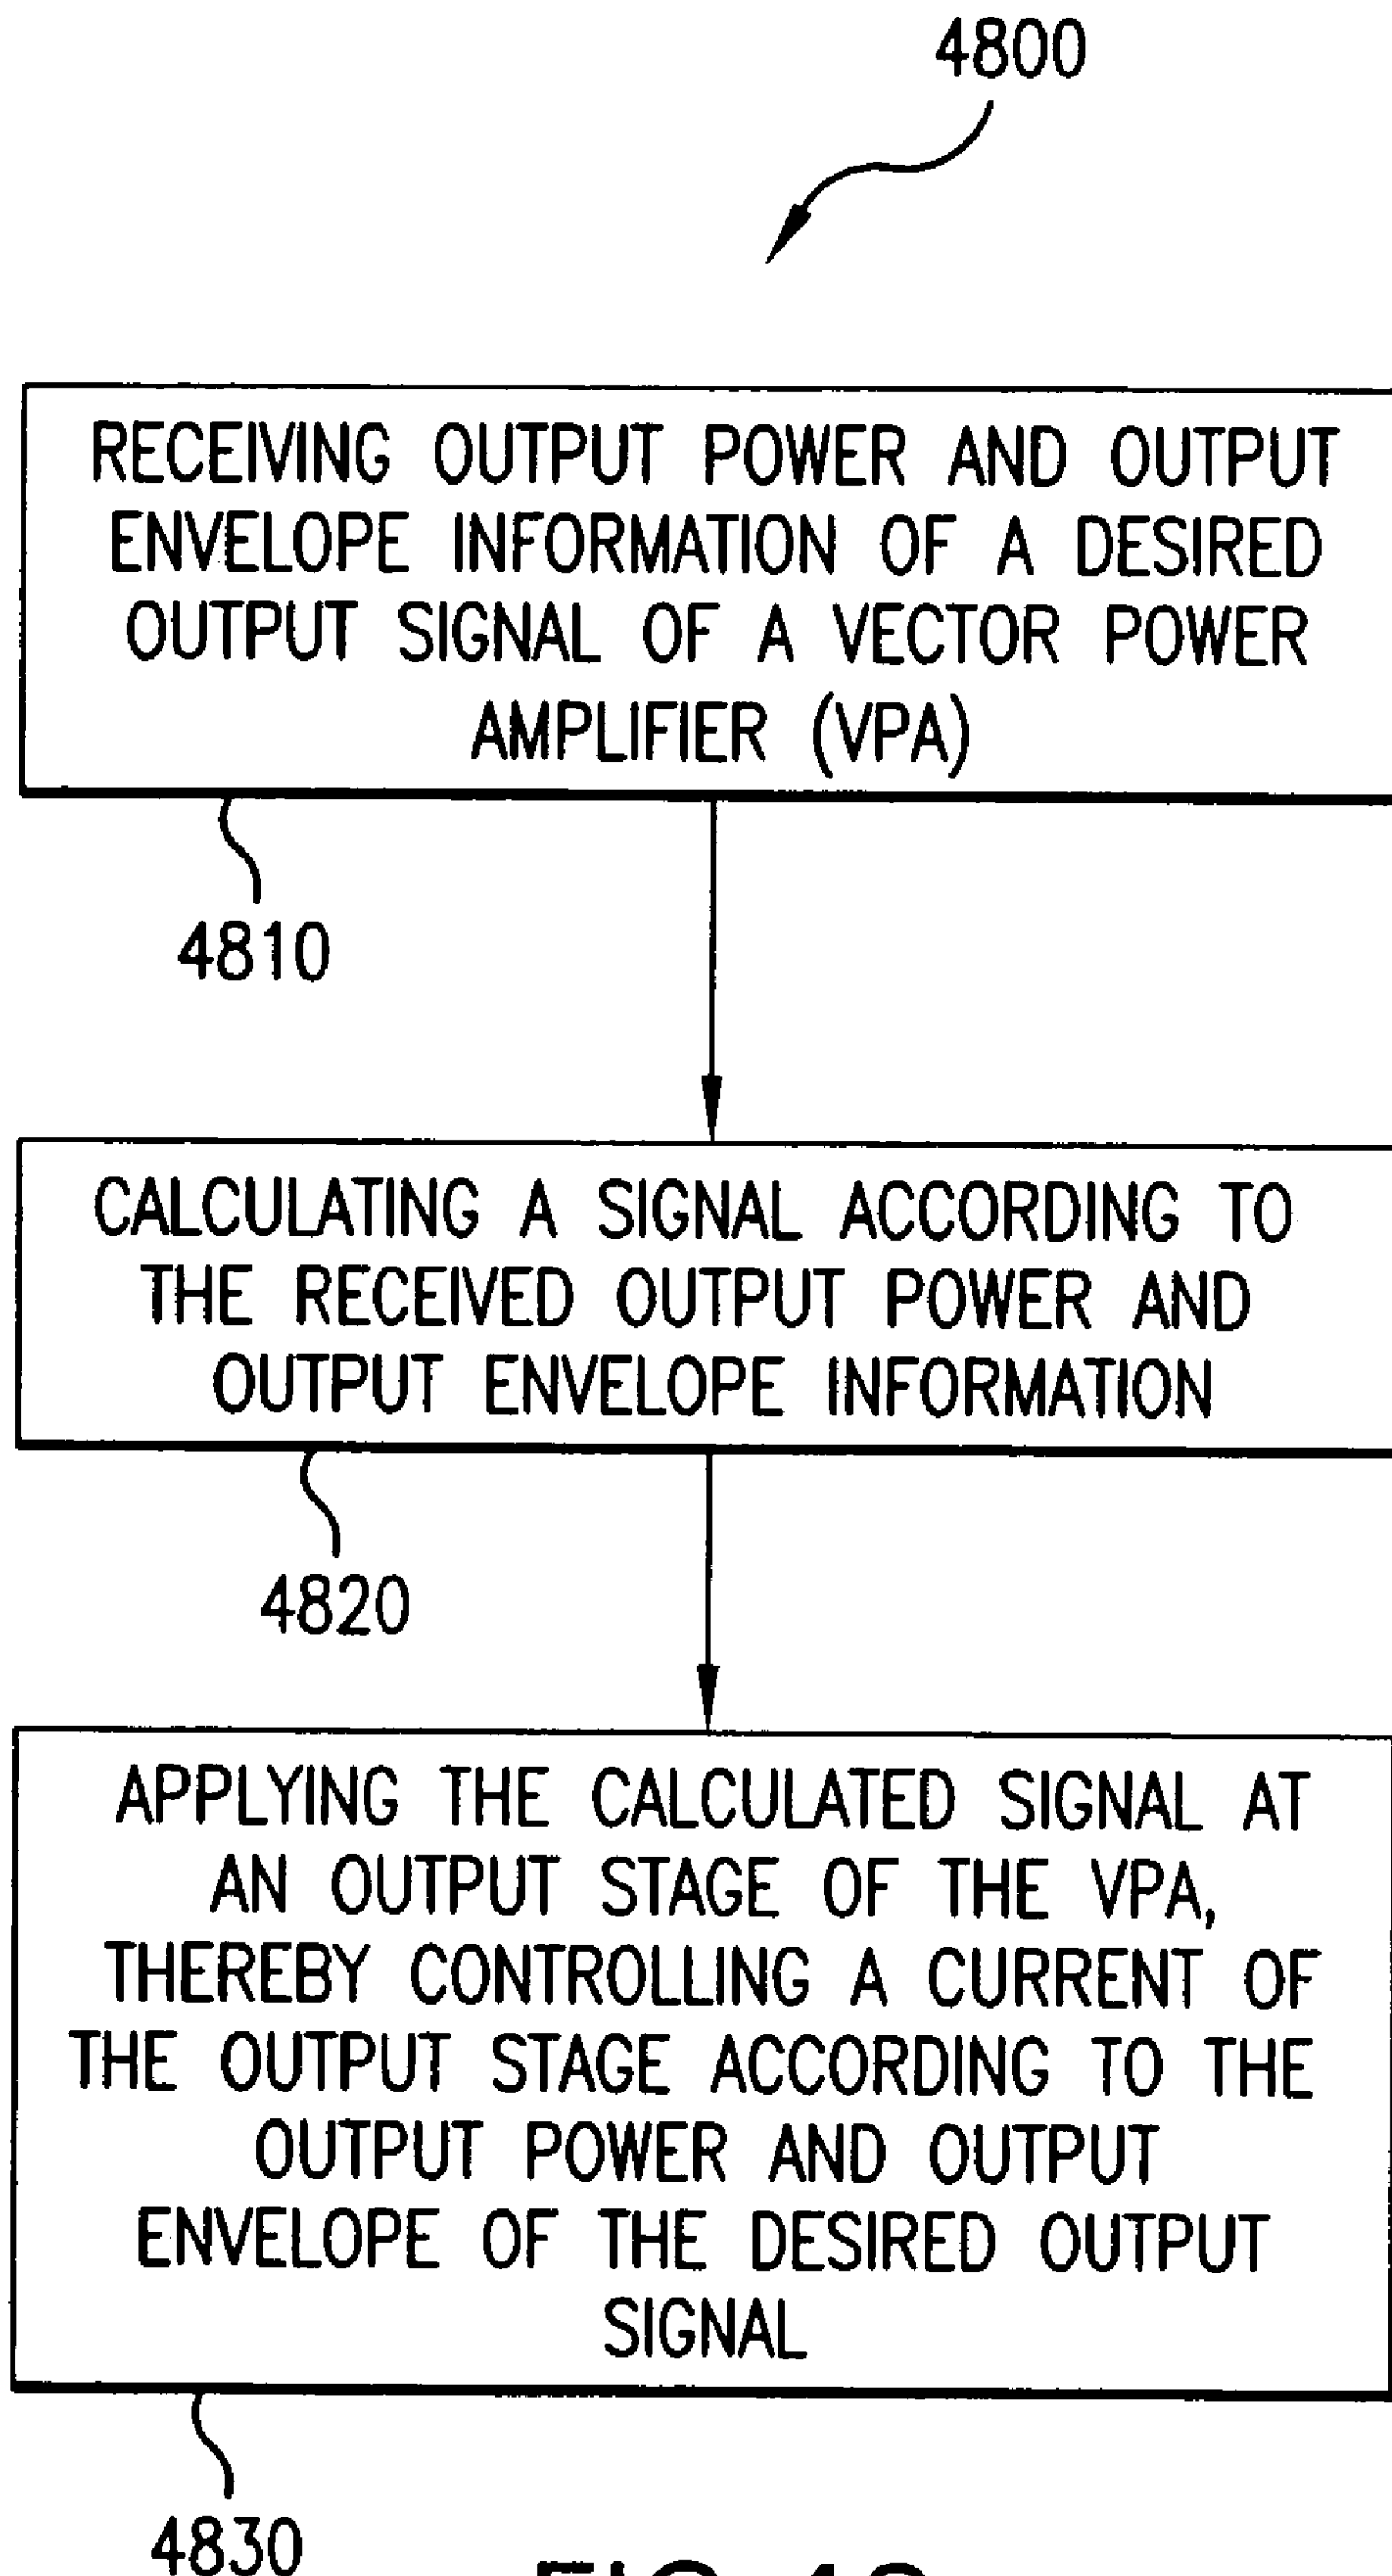 4800
RECEIVING OUTPUT POWER AND OUTPUT
ENVELOPE INFORMATION OF A DESIRED
OUTPUT SIGNAL OF A VECTOR POWER
AMPLIFIER (VPA)
4810
CALCULATING A SIGNAL ACCORDING TO
THE RECEIVED OUTPUT POWER AND
OUTPUT ENVELOPE INFORMATION
4820
APPLYING THE CALCULATED SIGNAL AT
AN OUTPUT STAGE OF THE VPA,
THEREBY CONTROLLING A CURRENT OF
THE OUTPUT STAGE ACCORDING TO THE
OUTPUT POWER AND OUTPUT
ENVELOPE OF THE DESIRED OUTPUT
SIGNAL
4830